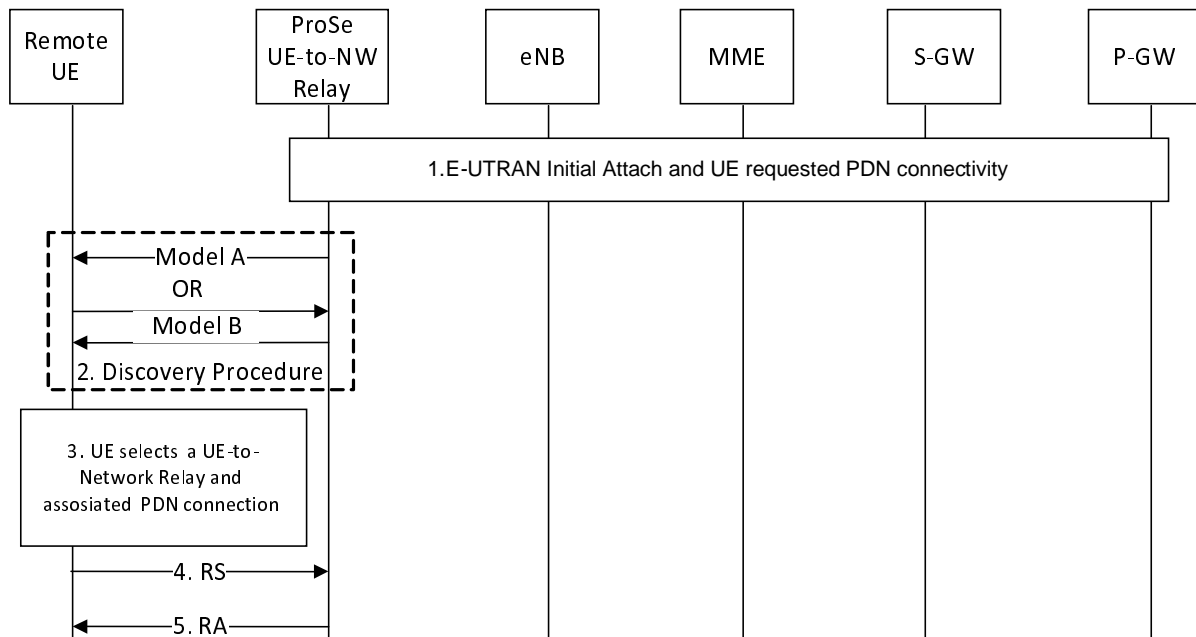 Remote
UE
ProSe
UE-to-NW
Relay
eNB
MME
S-GW
P-GW
1.E-UTRAN Initial Attach and UE requested PDN connectivity
Model A
OR
Model B
2. Discovery Procedure
3. UE selects a UE-to-
Network Relay and
assosiated PDN connection
4. RS
5. RA